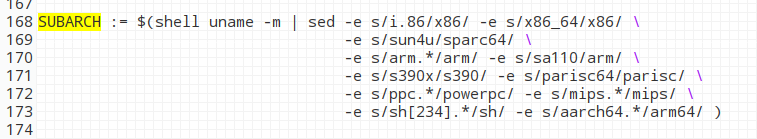 167
168 SUBARCH := $(shell uname -m | sed -e s/i.86/x86/ -e s/x86_64/x86/ \
169 -e s/sun4u/sparc64/ \
170 -e s/arm.*/arm/ -e s/sa110/arm/ \
171 -e s/s390x/s390/ -e s/parisc64/parisc/ \
172 -e s/ppc.*/powerpc/ -e s/mips.*/mips/ \
173 -e s/sh[234].*/sh/ -e s/aarch64.*/arm64/ )
174